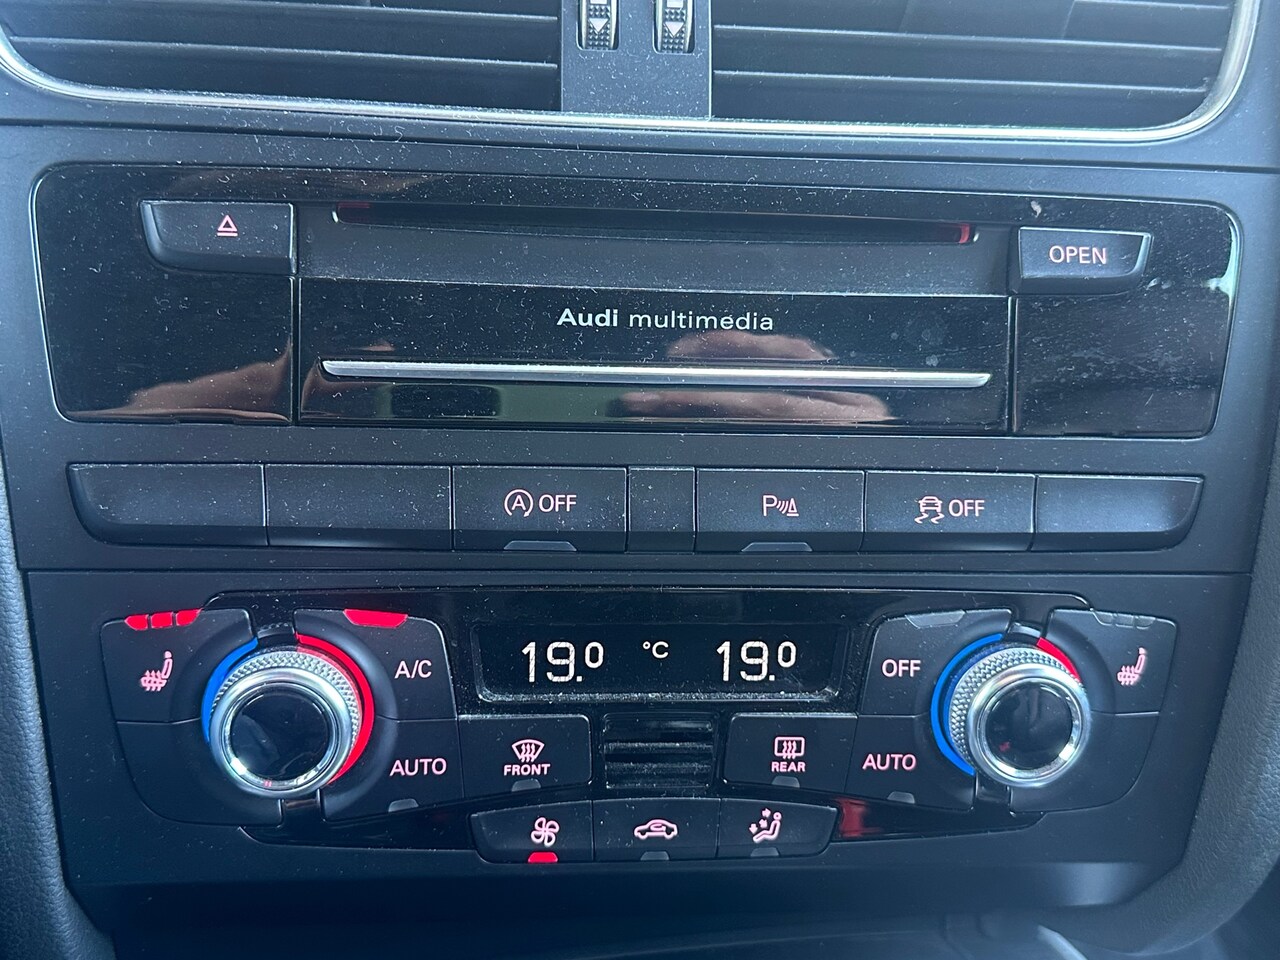 OPEN
Audi multimedia
A OFF
P
OFF
19.0 °C 19.0
A/C
OFF
AUTO
FRONT
REAR
AUTO